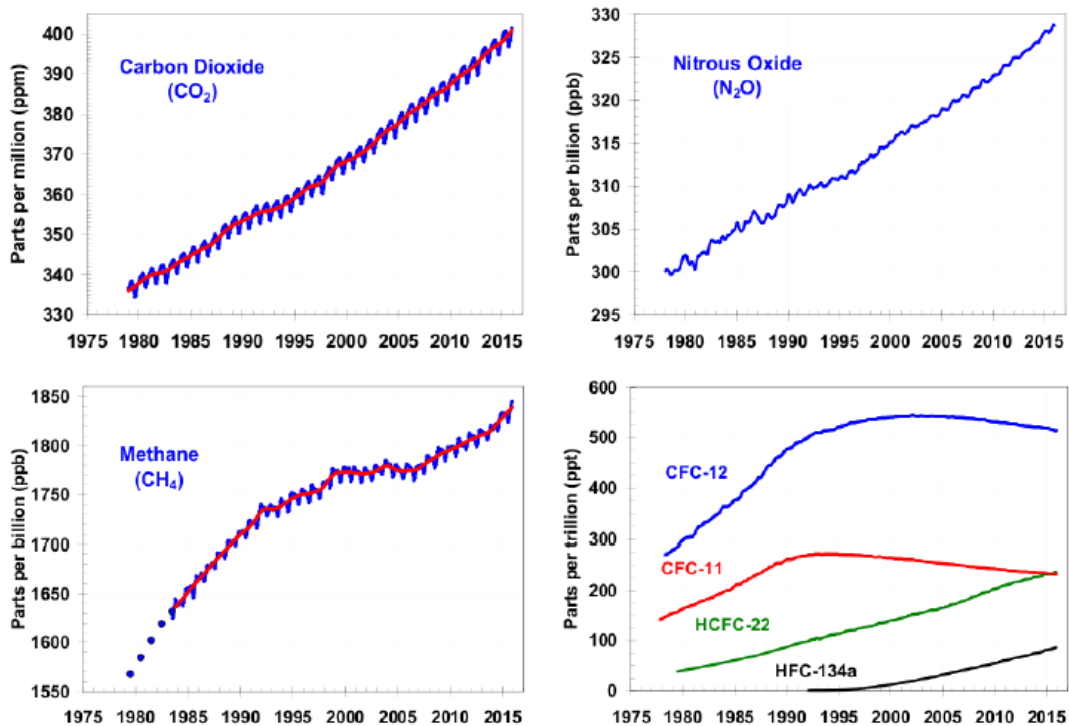 Parts per million (ppm)
400
390
380
370
360
350
340
330
Carbon Dioxide
(CO₂)
1975 1980 1985 1990 1995 2000 2005 2010 2015
Parts per billion (ppb)
330
320
310
300
295
Nitrous Oxide
(N₂O)
1975 1980 1985 1990 1995 2000 2005 2010 2015
Parts per billion (ppb)
1850
1800
1750
1700
1650
1600
1550
Methane
(CH₄)
1975 1980 1985 1990 1995 2000 2005 2010 2015
Parts per trillion (ppt)
600
500
400
300
200
100
0
CFC-12
CFC-11
HCFC-22
HFC-134a
1975 1980 1985 1990 1995 2000 2005 2010 2015